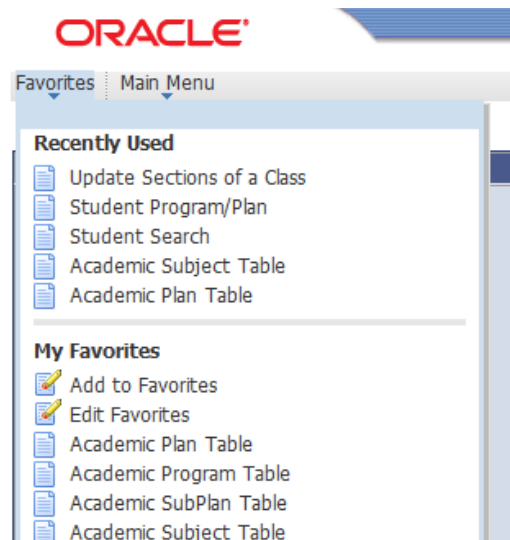 ORACLE
Favorites Main Menu
Recently Used
Update Sections of a Class
Student Program/Plan
Student Search
Academic Subject Table
Academic Plan Table
My Favorites
Add to Favorites
Edit Favorites
Academic Plan Table
Academic Program Table
Academic SubPlan Table
Academic Subject Table